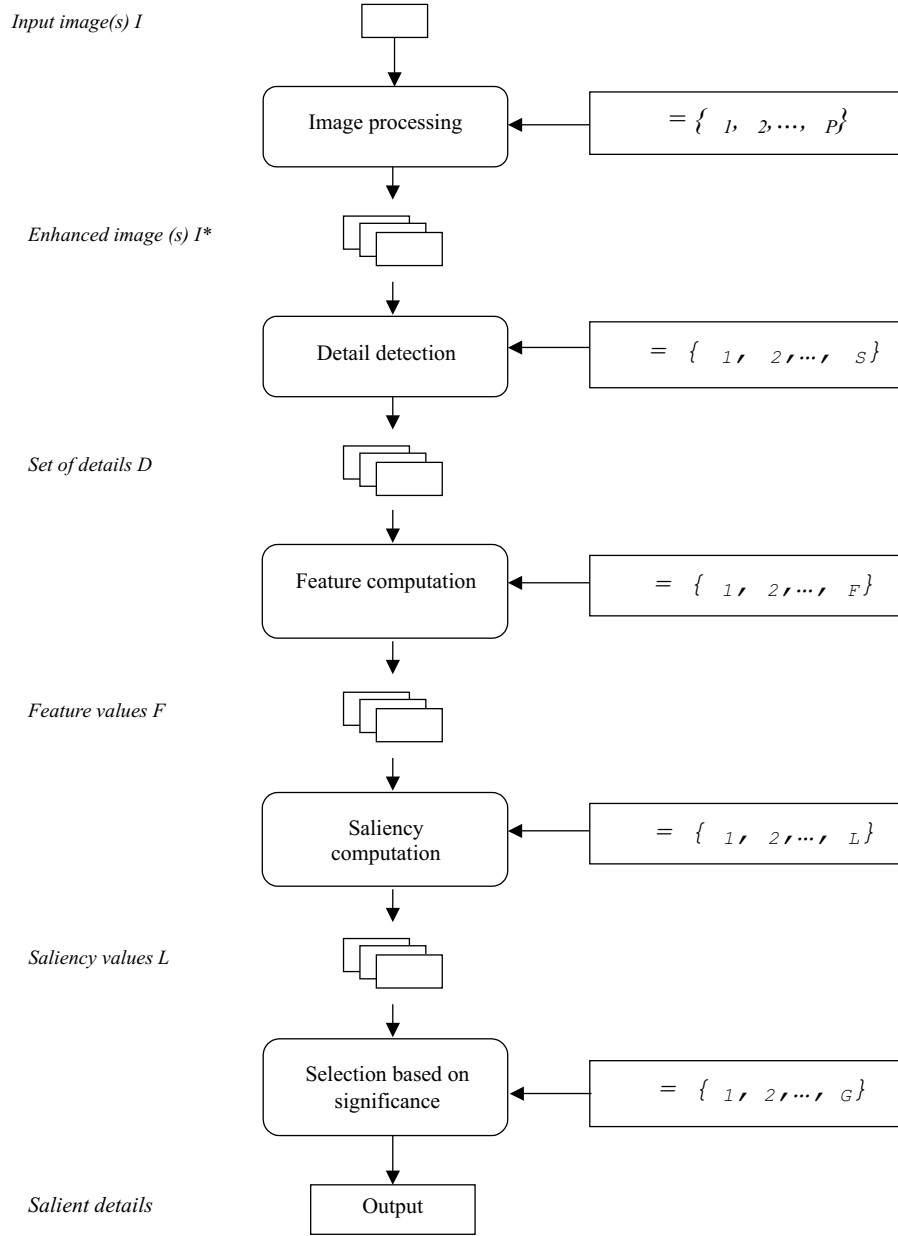 Input image(s) I
Image processing
= { 1, 2,..., P}
Enhanced image (s) I*
Detail detection
= { 1, 2,..., S}
Set of details D
Feature computation
= { 1, 2,..., F}
Feature values F
Saliency
computation
= { 1, 2,..., L}
Saliency values L
Selection based on
significance
= { 1, 2,..., G}
Salient details
Output